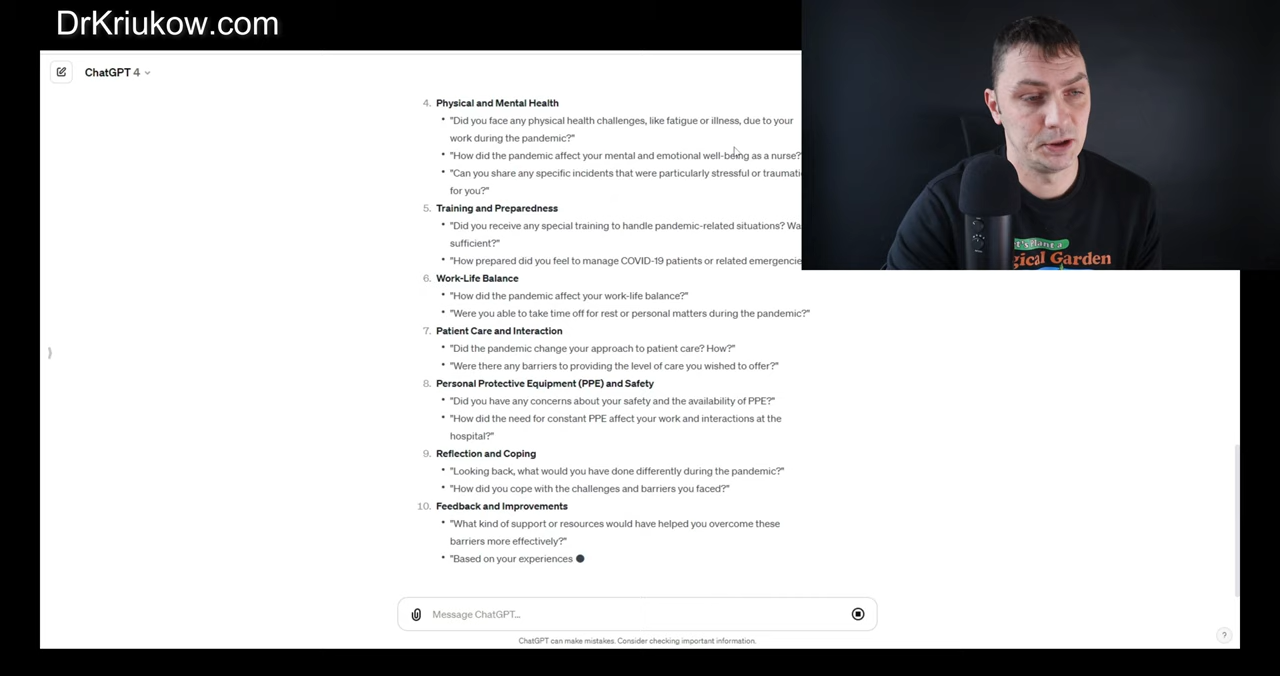 DrKriukow.com
ChatGPT 4
4. Physical and Mental Health
• "Did you face any physical health challenges, like fatigue or illness, due to your
work during the pandemic?"
• "How did the pandemic affect your mental and emotional well-being as a nurse?
• "Can you share any specific incidents that were particularly stressful or traumati
for you?"
5. Training and Preparedness
• "Did you receive any special training to handle pandemic-related situations? Wa
sufficient?"
• "How prepared did you feel to manage COVID-19 patients or related emergencie
6. Work-Life Balance
• "How did the pandemic affect your work-life balance?"
• "Were you able to take time off for rest or personal matters during the pandemic?"
7. Patient Care and Interaction
• "Did the pandemic change your approach to patient care? How?"
• "Were there any barriers to providing the level of care you wished to offer?"
8. Personal Protective Equipment (PPE) and Safety
• "Did you have any concerns about your safety and the availability of PPE?"
• "How did the need for constant PPE affect your work and interactions at the
hospital?"
9. Reflection and Coping
• "Looking back, what would you have done differently during the pandemic?"
• "How did you cope with the challenges and barriers you faced?"
10. Feedback and Improvements
• "What kind of support or resources would have helped you overcome these
barriers more effectively?"
• "Based on your experiences
Message ChatGPT...
ChatGPT can make mistakes. Consider checking important information.
?
gical Garden